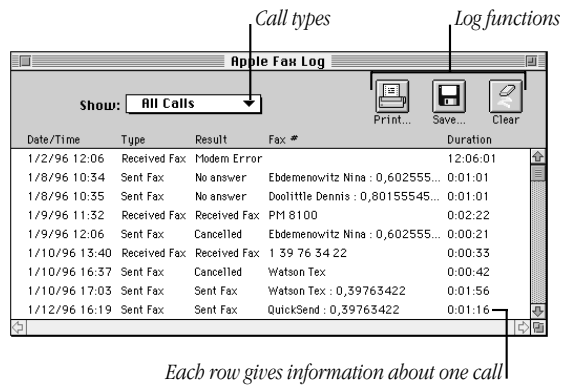 Call types
Log functions
Apple Fax Log
Show: All Calls
Print... Save... Clear
Date/Time Type Result Fax # Duration
1/2/96 12:06 Received Fax Modem Error 12:06:01
1/8/96 10:34 Sent Fax No answer Ebdemenowitz Nina : 0,602555... 0:01:01
1/8/96 10:35 Sent Fax No answer Doolittle Dennis : 0,80155545... 0:01:01
1/9/96 11:32 Received Fax Received Fax PM 8100 0:02:22
1/9/96 12:06 Sent Fax Cancelled Ebdemenowitz Nina : 0,602555... 0:00:21
1/10/96 13:40 Received Fax Received Fax 1 39 76 34 22 0:00:33
1/10/96 16:37 Sent Fax Cancelled Watson Tex 0:00:42
1/10/96 17:03 Sent Fax Sent Fax Watson Tex : 0,39763422 0:01:56
1/12/96 16:19 Sent Fax Sent Fax QuickSend : 0,39763422 0:01:16
Each row gives information about one call